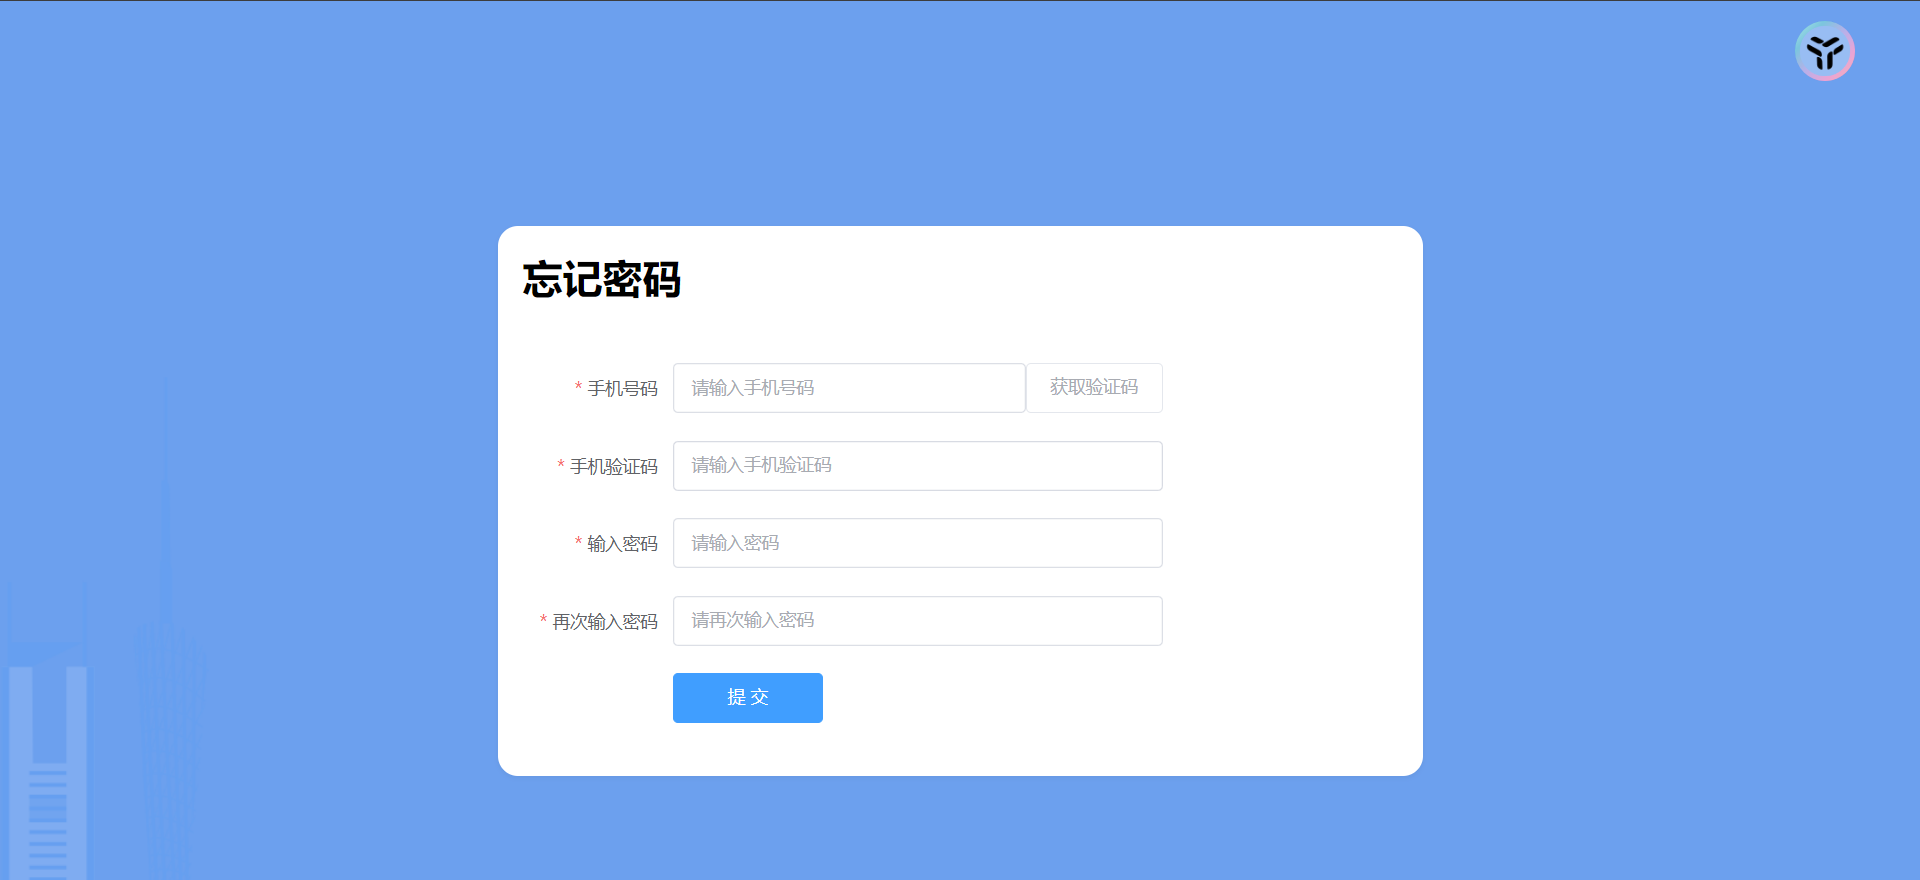 忘记密码
* 手机号码 请输入手机号码 获取验证码
* 手机验证码 请输入手机验证码
* 输入密码 请输入密码
* 再次输入密码 请再次输入密码
提 交